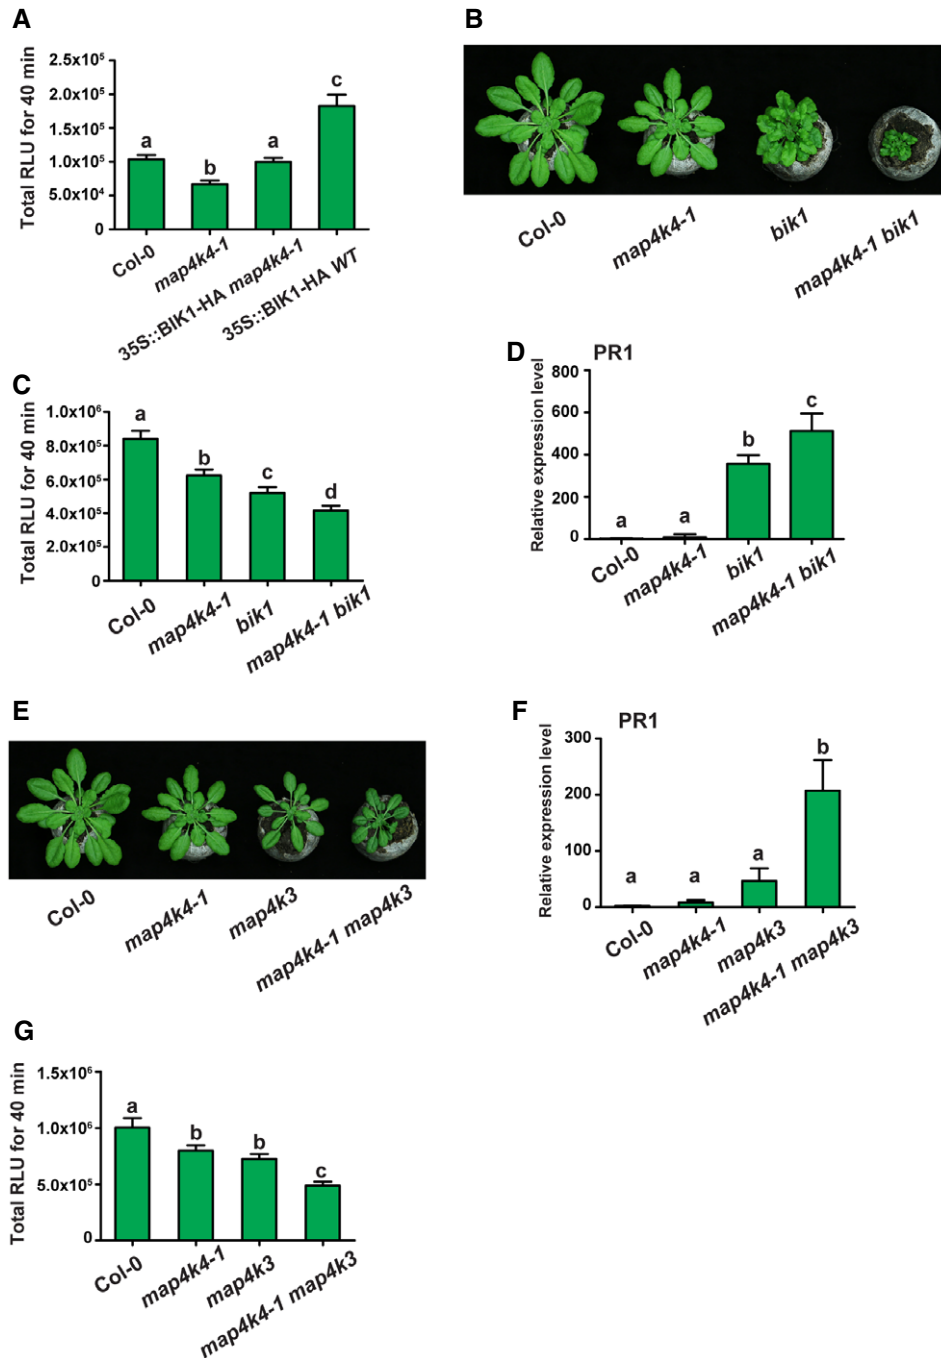 A
Total RLU for 40 min
2.5x10⁵
2.0x10⁵
1.5x10⁵
1.0x10⁵
5.0x10⁴
0
a
b
a
c
Col-0
map4k4-1
35S::BIK1-HA map4k4-1
35S::BIK1-HA WT
B
Col-0
map4k4-1
bik1
map4k4-1 bik1
C
Total RLU for 40 min
1.0x10⁶
8.0x10⁵
6.0x10⁵
4.0x10⁵
2.0x10⁵
0
a
b
c
d
Col-0
map4k4-1
bik1
map4k4-1 bik1
D
PR1
Relative expression level
800
600
400
200
0
a
a
b
c
Col-0
map4k4-1
bik1
map4k4-1 bik1
E
Col-0
map4k4-1
map4k3
map4k4-1 map4k3
F
PR1
Relative expression level
300
200
100
0
a
a
a
b
Col-0
map4k4-1
map4k3
map4k4-1 map4k3
G
Total RLU for 40 min
1.5x10⁶
1.0x10⁶
5.0x10⁵
0
a
b
b
c
Col-0
map4k4-1
map4k3
map4k4-1 map4k3